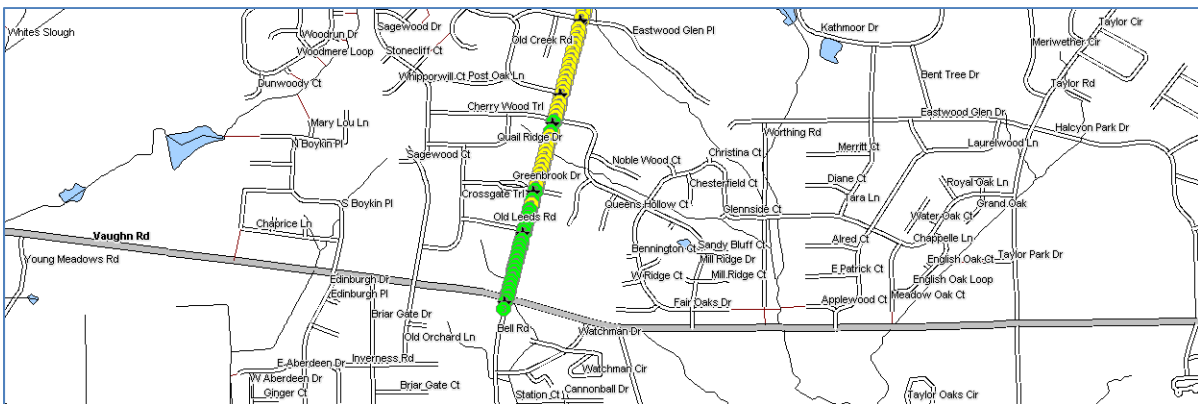 Whites Slough
Woodrun Dr
Sagewood Dr
Old Creek Rd
Eastwood Glen Pl
Kathmoor Dr
Taylor Cir
Meriwether Cir
Woodmere Loop
Stonecliff Ct
Dunwoody Ct
Whipporwill Ct
Post Oak Ln
Bent Tree Dr
Taylor Rd
Cherry Wood Trl
Eastwood Glen Dr
Mary Lou Ln
Halcyon Park Dr
N Boykin Pl
Quail Ridge Dr
Worthing Rd
Laurelwood Ln
Sagewood Ct
Noble Wood Ct
Christina Ct
Merritt Ct
Greenbrook Dr
Chesterfield Ct
Diane Ct
Royal Oak Ln
Crossgate Trl
Tara Ln
Grand Oak
S Boykin Pl
Queens Hollow Ct
Glennside Ct
Water Oak Ct
Old Leeds Rd
Chaprice Ln
Vaughn Rd
Bennington Ct
Sandy Bluff Ct
Alred Ct
Chappelle Ln
Young Meadows Rd
Mill Ridge Dr
English Oak Ct
Taylor Park Dr
W Ridge Ct
Mill Ridge Ct
E Patrick Ct
English Oak Loop
Edinburgh Dr
Edinburgh Pl
Fair Oaks Dr
Applewood Ct
Meadow Oak Ct
Briar Gate Dr
Bell Rd
Watchman Dr
Old Orchard Ln
E Aberdeen Dr
Inverness Rd
Watchman Cir
W Aberdeen Dr
Briar Gate Ct
Cannonball Dr
Ginger Ct
Station Ct
Taylor Oaks Cir